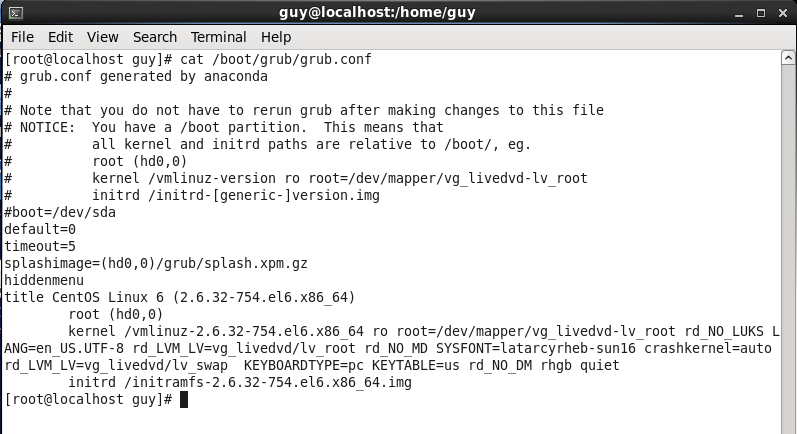 guy@localhost:/home/guy
File Edit View Search Terminal Help
[root@localhost guy]# cat /boot/grub/grub.conf
# grub.conf generated by anaconda
#
# Note that you do not have to rerun grub after making changes to this file
# NOTICE:  You have a /boot partition.  This means that
#          all kernel and initrd paths are relative to /boot/, eg.
#          root (hd0,0)
#          kernel /vmlinuz-version ro root=/dev/mapper/vg_livedvd-lv_root
#          initrd /initrd-[generic-]version.img
#boot=/dev/sda
default=0
timeout=5
splashimage=(hd0,0)/grub/splash.xpm.gz
hiddenmenu
title CentOS Linux 6 (2.6.32-754.el6.x86_64)
        root (hd0,0)
        kernel /vmlinuz-2.6.32-754.el6.x86_64 ro root=/dev/mapper/vg_livedvd-lv_root rd_NO_LUKS L
ANG=en_US.UTF-8 rd_LVM_LV=vg_livedvd/lv_root rd_NO_MD SYSFONT=latarcyrheb-sun16 crashkernel=auto
rd_LVM_LV=vg_livedvd/lv_swap  KEYBOARDTYPE=pc KEYTABLE=us rd_NO_DM rhgb quiet
        initrd /initramfs-2.6.32-754.el6.x86_64.img
[root@localhost guy]#